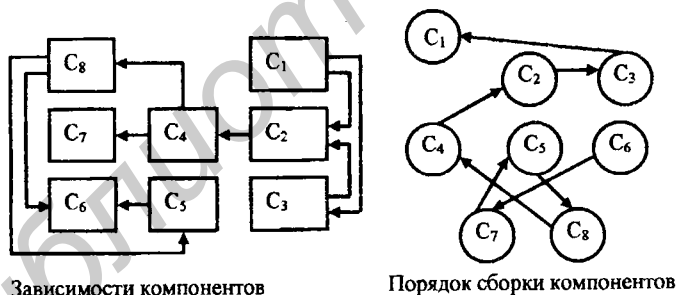 C₈ C₁
C₇ C₄ C₂
C₆ C₅ C₃
Зависимости компонентов
C₁
C₂ C₃
C₄ C₅ C₆
C₇ C₈
Порядок сборки компонентов